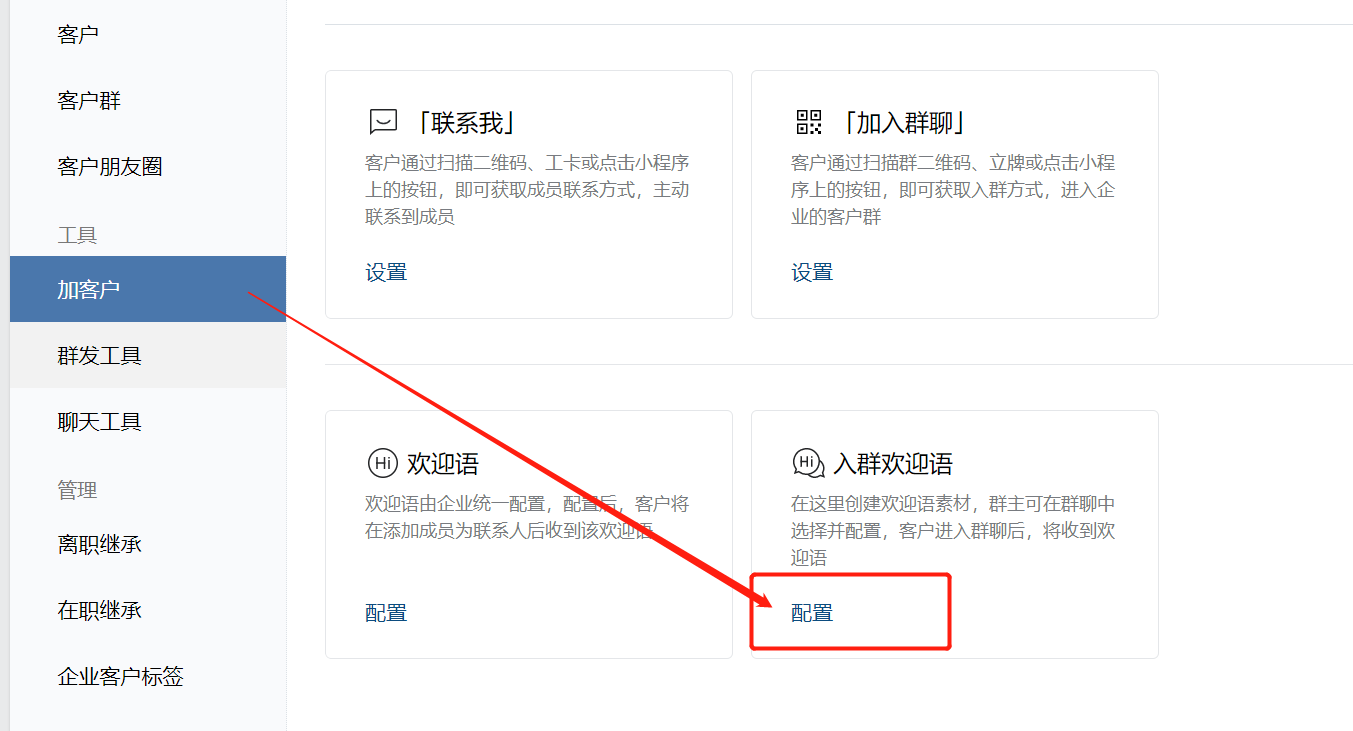 客户
客户群
客户朋友圈
工具
加客户
群发工具
聊天工具
管理
离职继承
在职继承
企业客户标签
「联系我」
客户通过扫描二维码、工卡或点击小程序
上的按钮，即可获取成员联系方式，主动
联系到成员
设置
「加入群聊」
客户通过扫描群二维码、立牌或点击小程
序上的按钮，即可获取入群方式，进入企
业的客户群
设置
Hi 欢迎语
欢迎语由企业统一配置，配置后，客户将
在添加成员为联系人后收到该欢迎语
配置
Hi 入群欢迎语
在这里创建欢迎语素材，群主可在群聊中
选择并配置，客户进入群聊后，将收到欢
迎语
配置